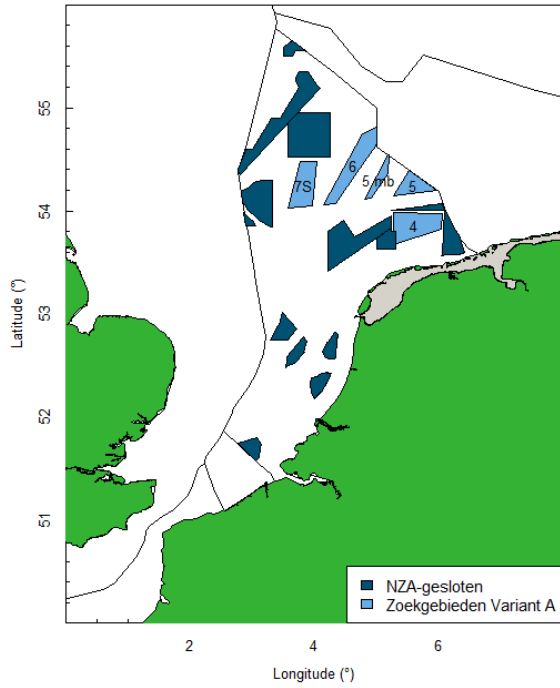 55
54
53
52
51
Latitude (°)
6
7S
5 mb
5
4
NZA-gesloten
Zoekgebieden Variant A
2
4
6
Longitude (°)